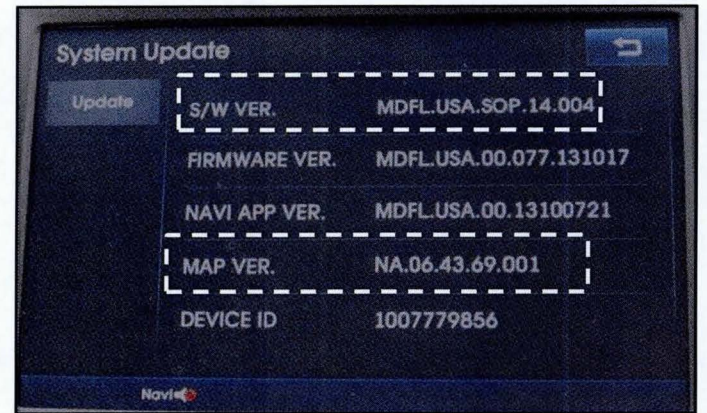 System Update
Update
S/W VER. MDFL.USA.SOP.14.004
FIRMWARE VER. MDFL.USA.00.077.131017
NAVI APP VER. MDFL.USA.00.13100721
MAP VER. NA.06.43.69.001
DEVICE ID 1007779856
Navi